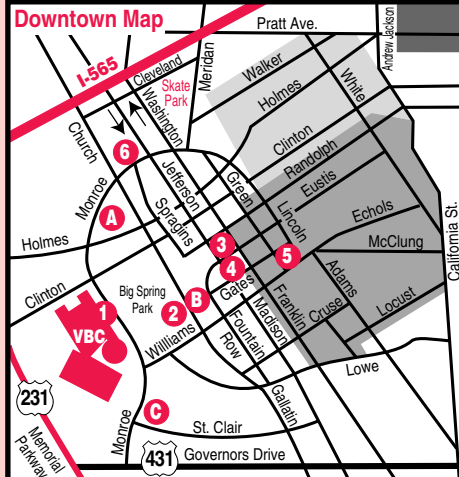 Downtown Map
Pratt Ave.
Andrew Jackson
I-565
Cleveland
Meridian
Washington
Skate
Park
Walker
Holmes
White
Church
6
Monroe
Jefferson
Spragins
Green
Clinton
Randolph
Eustis
Lincoln
A
Holmes
Echols
3
5
McClung
California St.
Clinton
4
Big Spring
Park
1
2
B
Gates
Adams
VBC
Franklin
Cruse
Locust
Madison
Fountain
Row
Willliams
Lowe
231
Gallatin
C
Monroe
St. Clair
Memorial
Parkway
431
Governors Drive